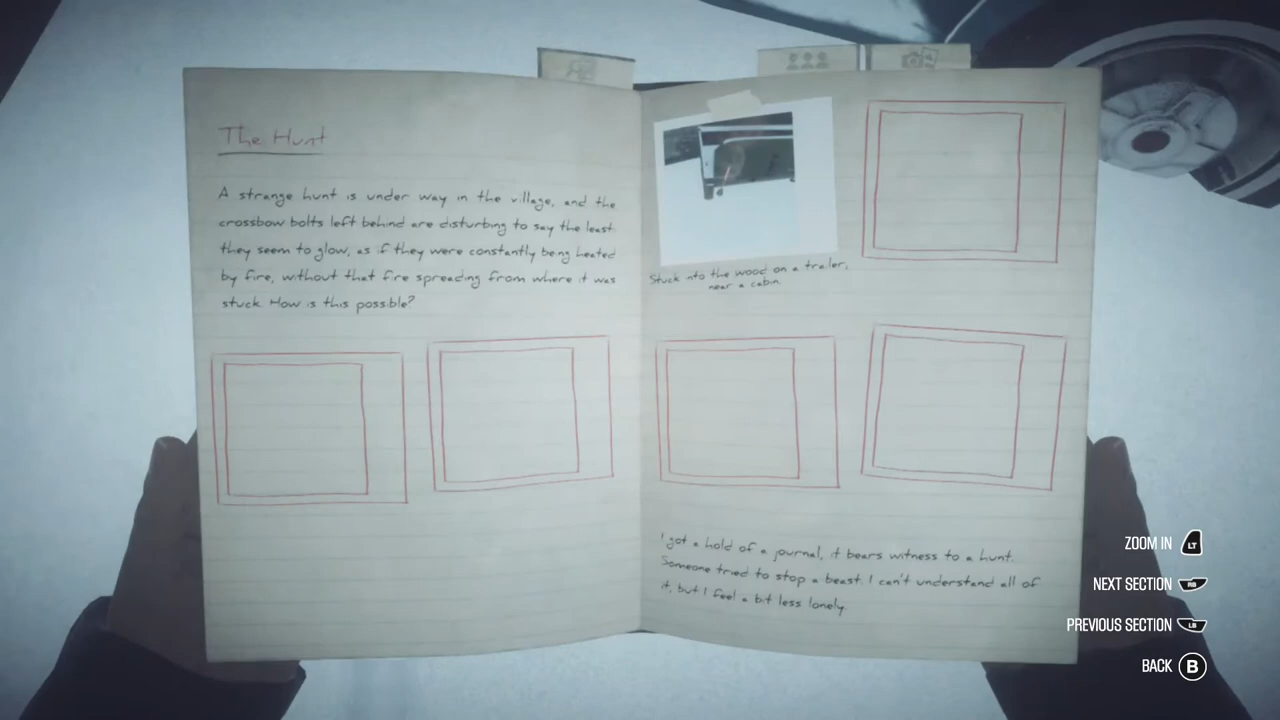 The Hunt
A strange hunt is under way in the village, and the
crossbow bolts left behind are disturbing to say the least.
they seem to glow, as if they were constantly being heated
by fire, without that fire spreading from where it was
stuck. How is this possible?
Stuck into the wood on a trailer,
near a cabin.
I got a hold of a journal, it bears witness to a hunt.
Someone tried to stop a beast. I can't understand all of
it, but I feel a bit less lonely.
ZOOM IN LT
NEXT SECTION RB
PREVIOUS SECTION LB
BACK B